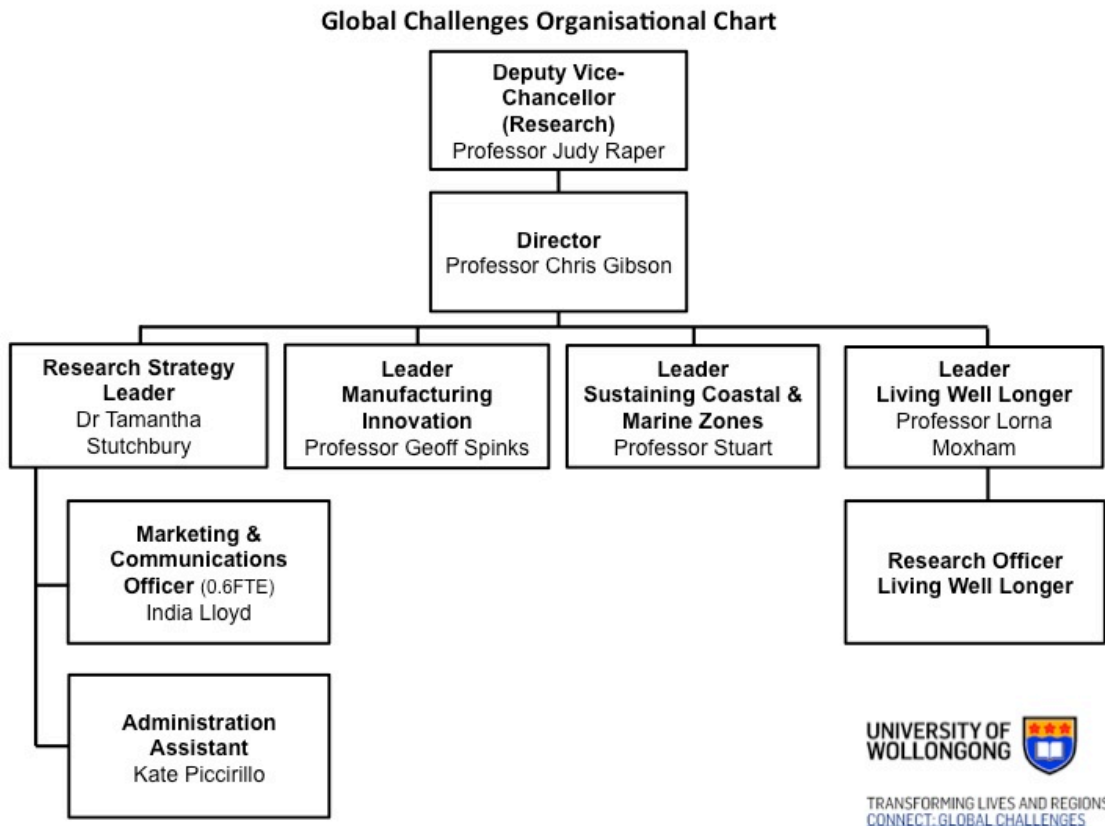 Global Challenges Organisational Chart
Deputy Vice-
Chancellor
(Research)
Professor Judy Raper
Director
Professor Chris Gibson
Research Strategy
Leader
Dr Tamantha
Stutchbury
Leader
Manufacturing
Innovation
Professor Geoff Spinks
Leader
Sustaining Coastal &
Marine Zones
Professor Stuart
Leader
Living Well Longer
Professor Lorna
Moxham
Marketing &
Communications
Officer (0.6FTE)
India Lloyd
Research Officer
Living Well Longer
Administration
Assistant
Kate Piccirillo
UNIVERSITY OF
WOLLONGONG
TRANSFORMING LIVES AND REGIONS
CONNECT: GLOBAL CHALLENGES